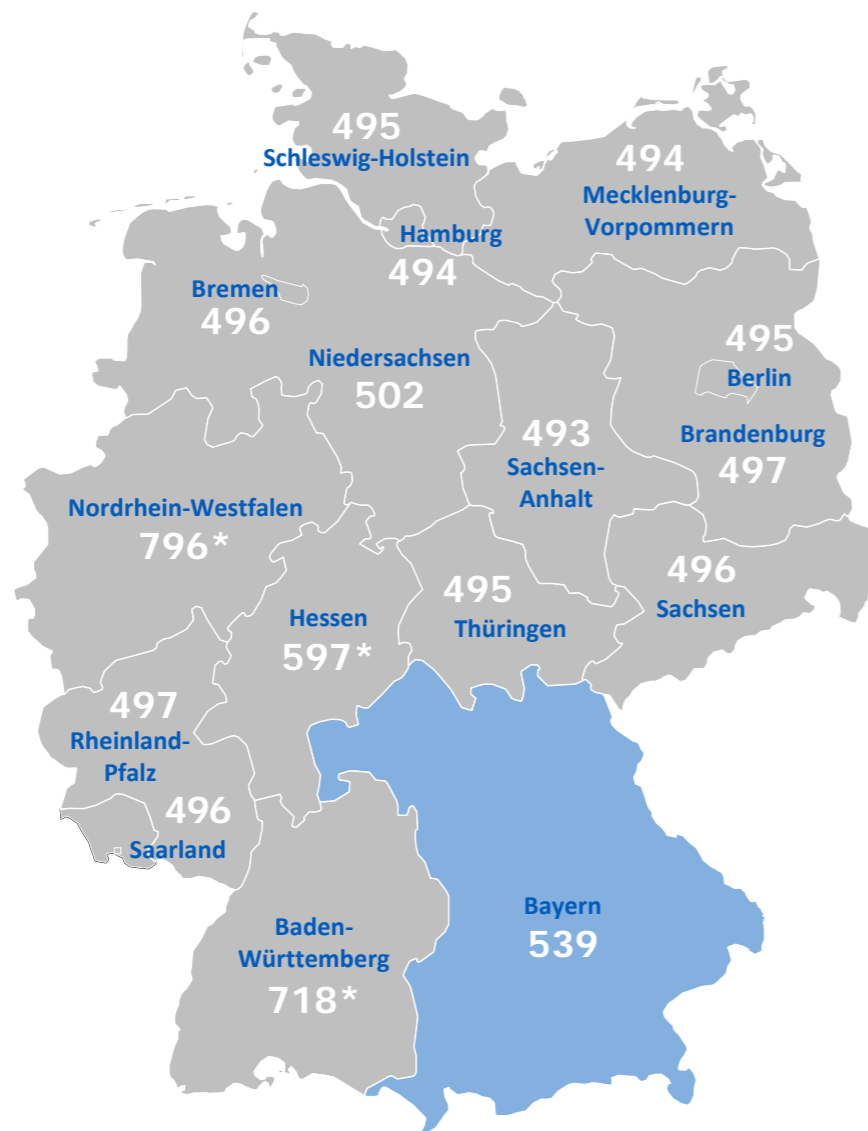 495
Schleswig-Holstein
494
Mecklenburg-
Vorpommern
Hamburg
494
Bremen
496
Niedersachsen
502
495
Berlin
Brandenburg
497
493
Sachsen-
Anhalt
Nordrhein-Westfalen
796*
Hessen
597*
495
Thüringen
496
Sachsen
497
Rheinland-
Pfalz
496
Saarland
Baden-
Württemberg
718*
Bayern
539